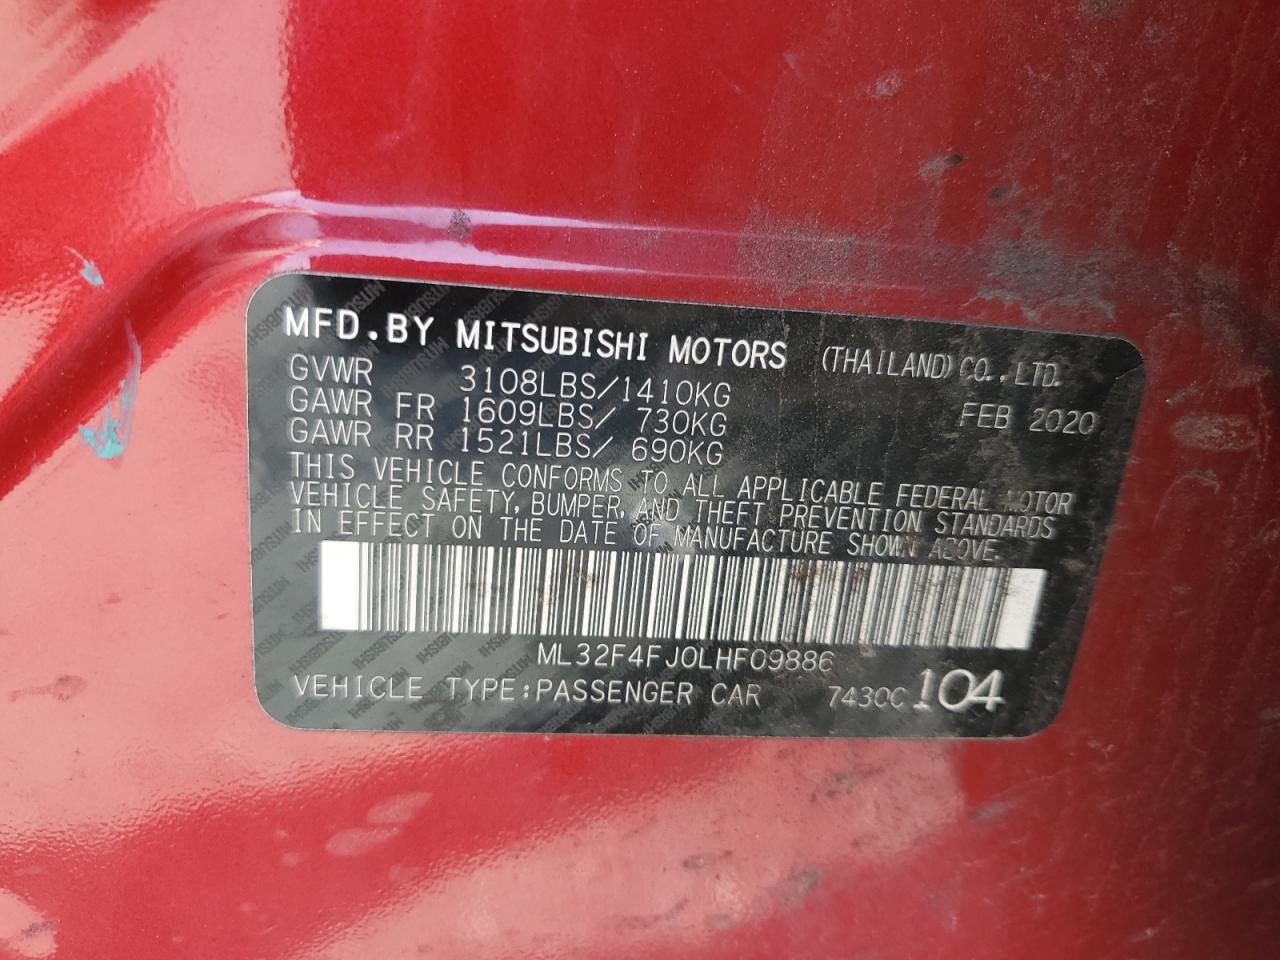 MFD.BY MITSUBISHI MOTORS (THAILAND) CO., LTD.
GVWR 3108LBS/1410KG FEB 2020
GAWR FR 1609LBS/ 730KG
GAWR RR 1521LBS/ 690KG
THIS VEHICLE CONFORMS TO ALL APPLICABLE FEDERAL MOTOR
VEHICLE SAFETY, BUMPER, AND THEFT PREVENTION STANDARDS
IN EFFECT ON THE DATE OF MANUFACTURE SHOWN ABOVE.
ML32F4FJ0LHF09886
VEHICLE TYPE:PASSENGER CAR 7430C 104